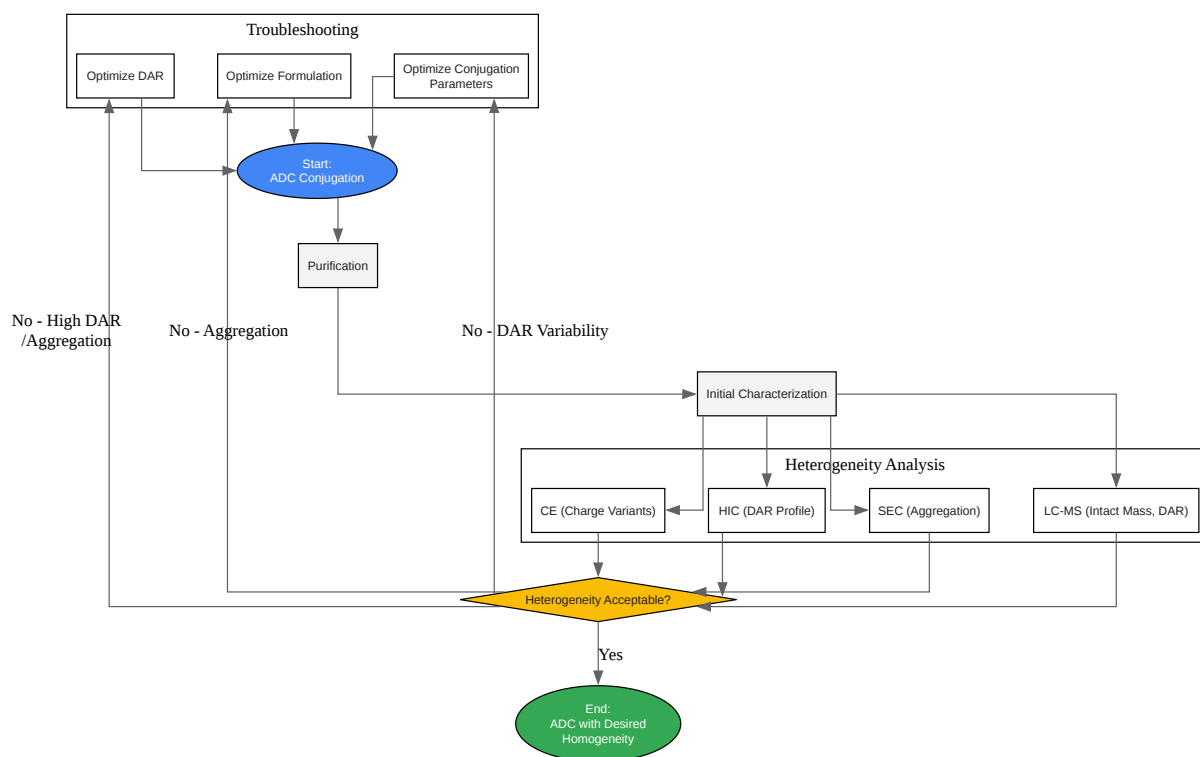 Troubleshooting
Optimize DAR
Optimize Formulation
Optimize Conjugation
Parameters
Start:
ADC Conjugation
Purification
No - High DAR
/Aggregation
No - Aggregation
No - DAR Variability
Initial Characterization
Heterogeneity Analysis
CE (Charge Variants)
HIC (DAR Profile)
SEC (Aggregation)
LC-MS (Intact Mass, DAR)
Heterogeneity Acceptable?
Yes
End:
ADC with Desired
Homogeneity